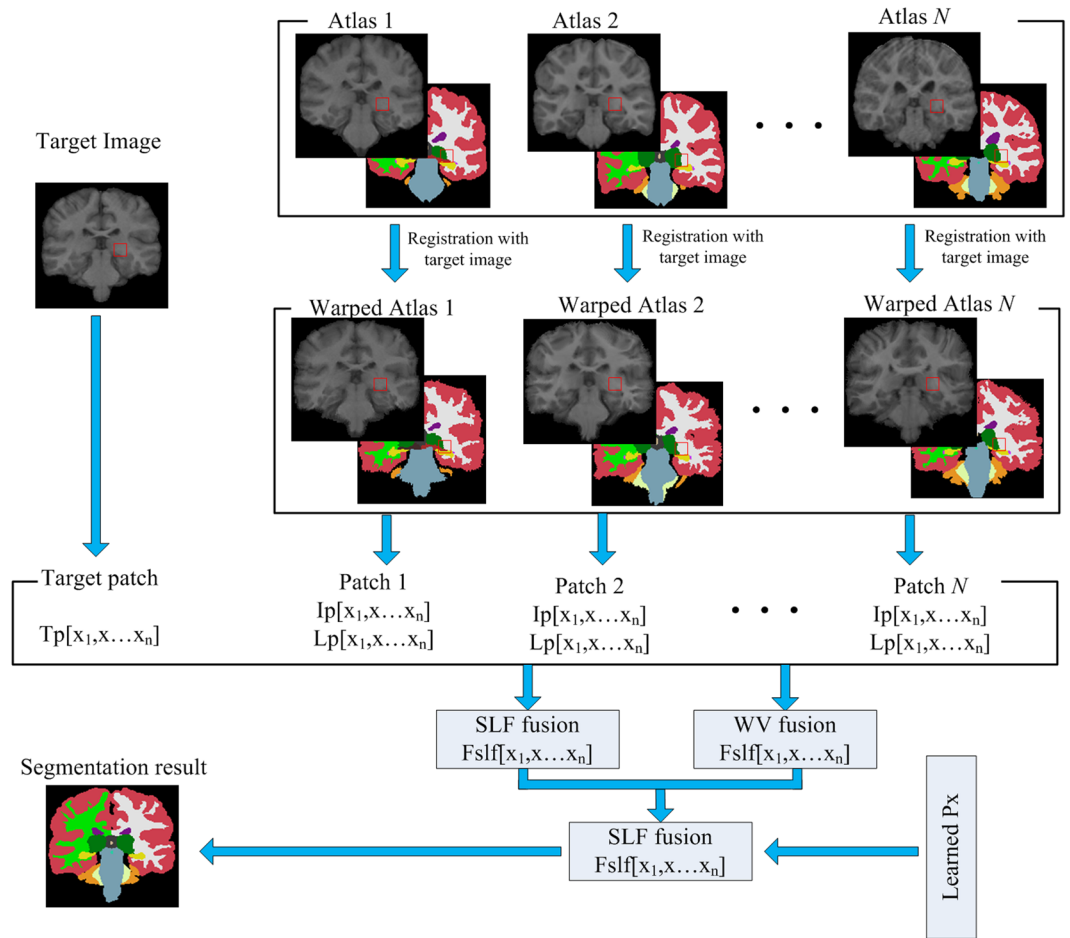 Atlas 1
Atlas 2
Atlas N
Target Image
Registration with
target image
Registration with
target image
Registration with
target image
Warped Atlas 1
Warped Atlas 2
Warped Atlas N
Target patch
Tp[x₁,x…xₙ]
Patch 1
Ip[x₁,x…xₙ]
Lp[x₁,x…xₙ]
Patch 2
Ip[x₁,x…xₙ]
Lp[x₁,x…xₙ]
Patch N
Ip[x₁,x…xₙ]
Lp[x₁,x…xₙ]
SLF fusion
Fslf[x₁,x…xₙ]
WV fusion
Fslf[x₁,x…xₙ]
SLF fusion
Fslf[x₁,x…xₙ]
Learned Px
Segmentation result